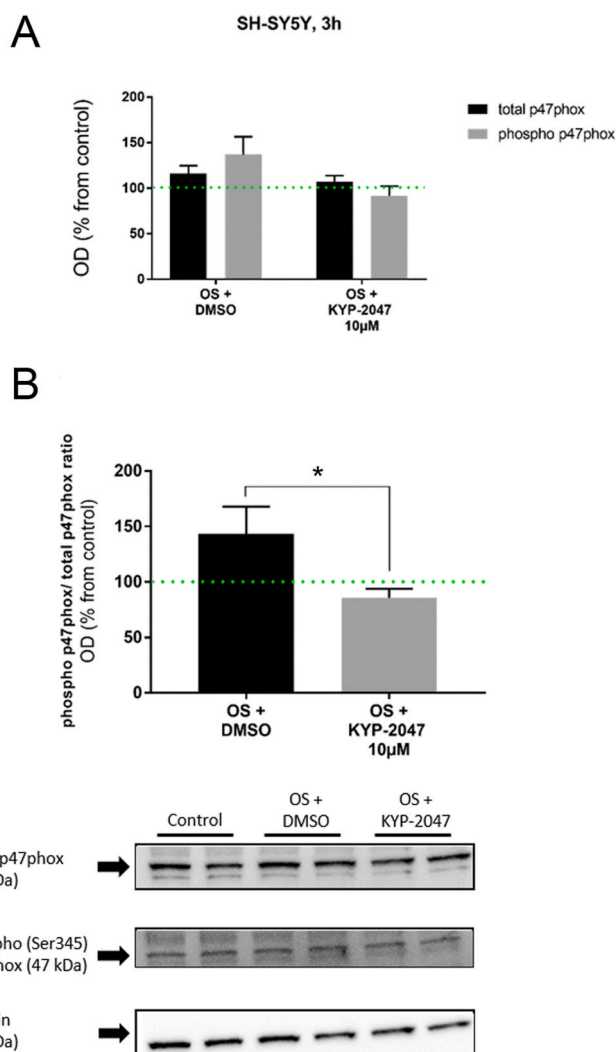 A
SH-SY5Y, 3h
OD (% from control)
200
150
100
50
0
total p47phox
phospho p47phox
OS +
DMSO
OS +
KYP-2047
10µM
B
phospho p47phox/ total p47phox ratio
OD (% from control)
200
150
100
50
0
*
OS +
DMSO
OS +
KYP-2047
10µM
Control
OS +
DMSO
OS +
KYP-2047
p47phox
(Ser345)
(47 kDa)